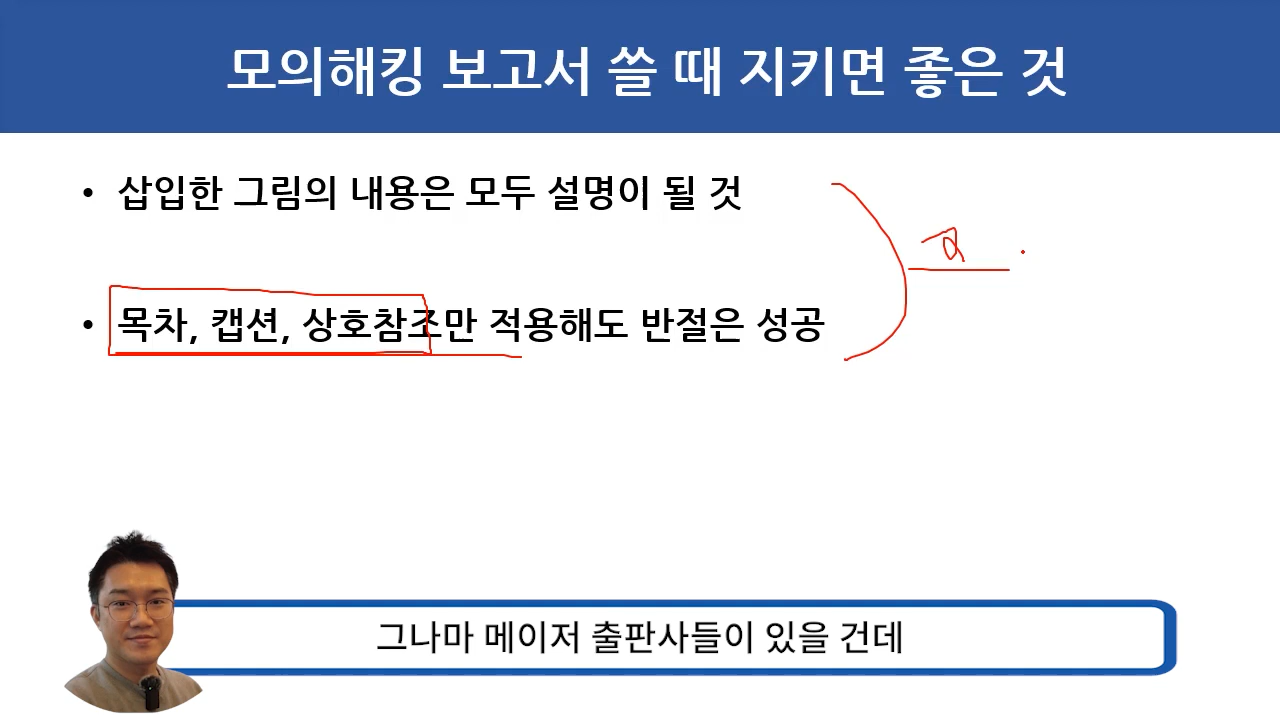 모의해킹 보고서 쓸 때 지키면 좋은 것
• 삽입한 그림의 내용은 모두 설명이 될 것
• 목차, 캡션, 상호참조만 적용해도 반절은 성공
그나마 메이저 출판사들이 있을 건데